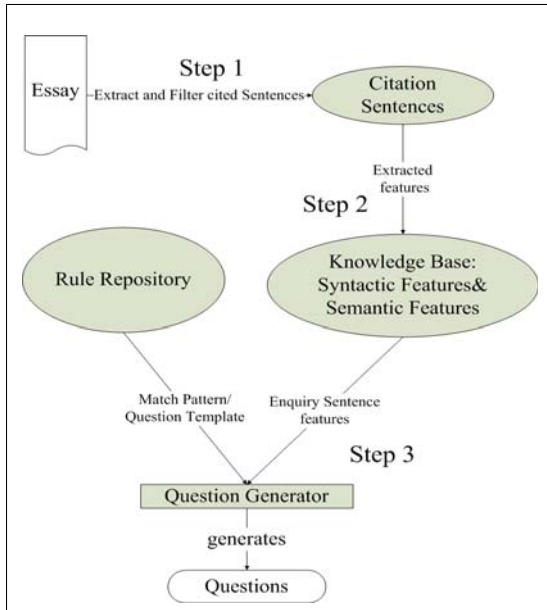 Step 1
Essay
Extract and Filter cited Sentences
Citation
Sentences
Extracted
features
Step 2
Rule Repository
Knowledge Base:
Syntactic Features&
Semantic Features
Match Pattern/
Question Template
Enquiry Sentence
features
Step 3
Question Generator
generates
Questions